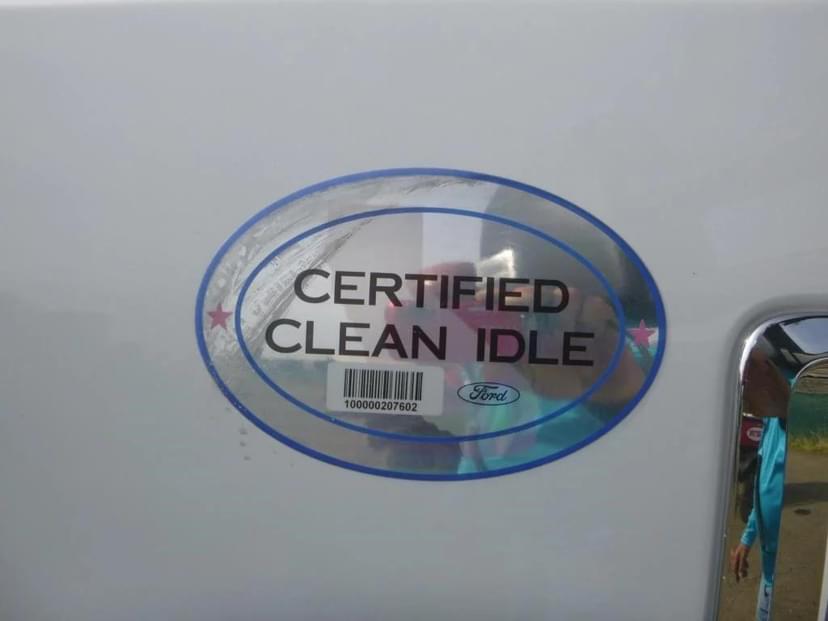 CERTIFIED
CLEAN IDLE
100000207602
Ford